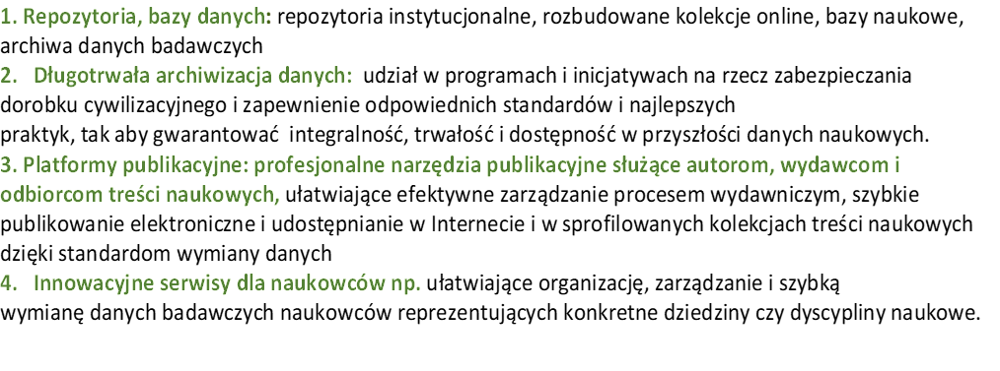 1. Repozytoria, bazy danych: repozytoria instytucjonalne, rozbudowane kolekcje online, bazy naukowe,
archiwa danych badawczych
2. Długotrwała archiwizacja danych: udział w programach i inicjatywach na rzecz zabezpieczania
dorobku cywilizacyjnego i zapewnienie odpowiednich standardów i najlepszych
praktyk, tak aby gwarantować integralność, trwałość i dostępność w przyszłości danych naukowych.
3. Platformy publikacyjne: profesjonalne narzędzia publikacyjne służące autorom, wydawcom i
odbiorcom treści naukowych, ułatwiające efektywne zarządzanie procesem wydawniczym, szybkie
publikowanie elektroniczne i udostępnianie w Internecie i w sprofilowanych kolekcjach treści naukowych
dzięki standardom wymiany danych
4. Innowacyjne serwisy dla naukowców np. ułatwiające organizację, zarządzanie i szybką
wymianę danych badawczych naukowców reprezentujących konkretne dziedziny czy dyscypliny naukowe.